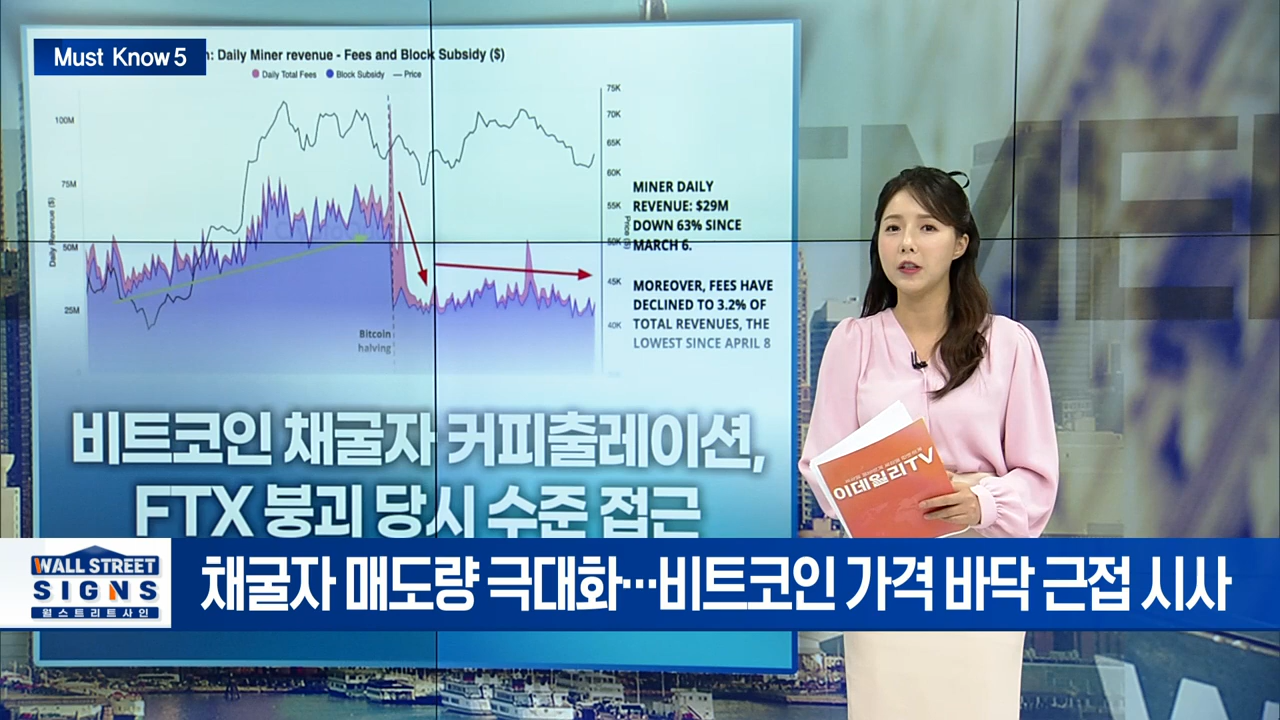 Must Know 5
n: Daily Miner revenue - Fees and Block Subsidy ($)
Daily Total Fees
Block Subsidy
Price
100M
75M
50M
25M
Daily Revenue ($)
75K
70K
65K
60K
55K
50K
45K
40K
Price ($)
Bitcoin
halving
MINER DAILY
REVENUE: $29M
DOWN 63% SINCE
MARCH 6.
MOREOVER, FEES HAVE
DECLINED TO 3.2% OF
TOTAL REVENUES, THE
LOWEST SINCE APRIL 8
비트코인 채굴자 커피출레이션,
FTX 붕괴 당시 수준 접근
이데일리TV
WALL STREET
SIGNS
월스트리트사인
채굴자 매도량 극대화…비트코인 가격 바닥 근접 시사